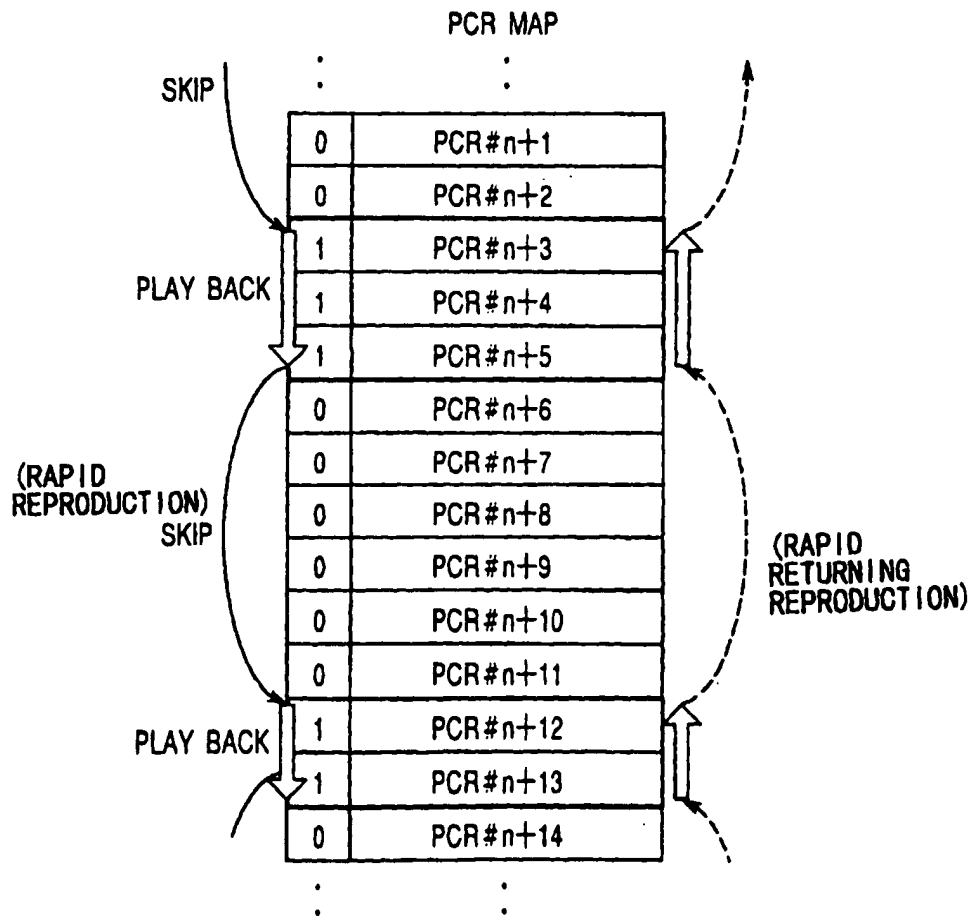 PCR MAP
SKIP
0 PCR#n+1
0 PCR#n+2
1 PCR#n+3
PLAY BACK
1 PCR#n+4
1 PCR#n+5
0 PCR#n+6
0 PCR#n+7
(RAPID
REPRODUCTION)
SKIP
0 PCR#n+8
0 PCR#n+9
(RAPID
RETURNING
REPRODUCTION)
0 PCR#n+10
0 PCR#n+11
PLAY BACK
1 PCR#n+12
1 PCR#n+13
0 PCR#n+14